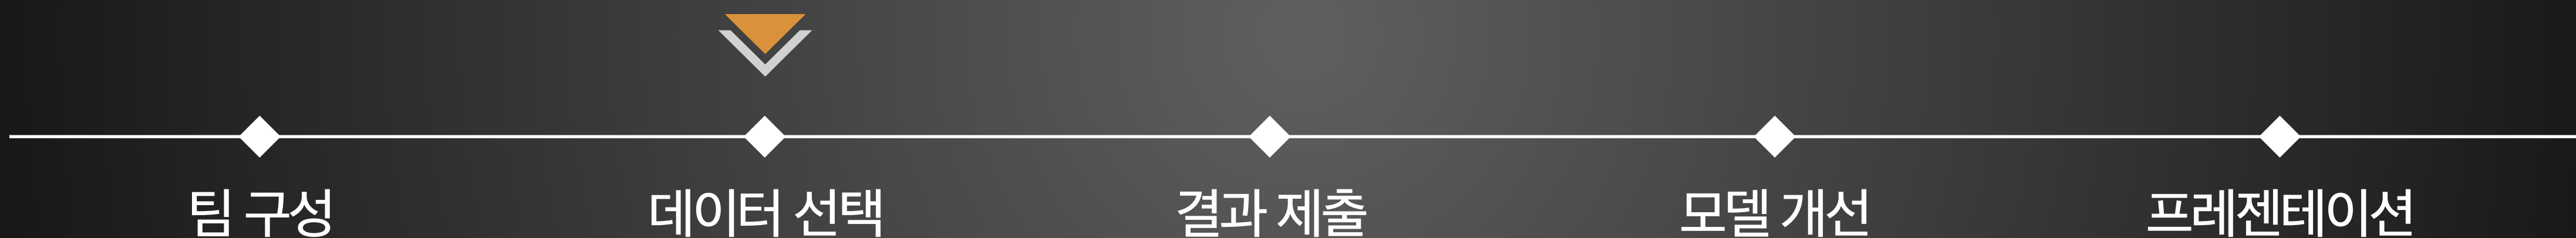 팀 구성
데이터 선택
결과 제출
모델 개선
프레젠테이션